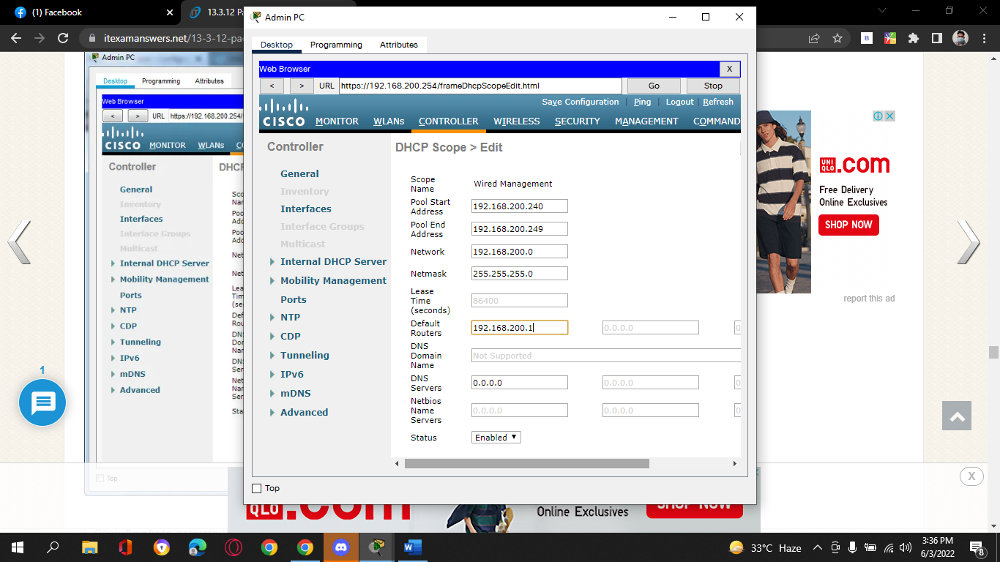 (1) Facebook
13.3.12 Pa
itexamanswers.net/13-3-12-pa
Admin PC
Desktop Programming Attributes
Web Browser
< > URL https://192.168.200.254/
CISCO MONITOR WLANs
Controller
DHCP
General
Inventory
Interfaces
Interface Groups
Multicast
Internal DHCP Server
Mobility Management
Ports
NTP
CDP
Tunneling
IPv6
mDNS
Advanced
Top
Admin PC
Desktop Programming Attributes
Web Browser X
< > URL https://192.168.200.254/frameDhcpScopeEdit.html Go Stop
Save Configuration Ping Logout Refresh
CISCO MONITOR WLANs CONTROLLER WIRELESS SECURITY MANAGEMENT COMMAND
Controller
General
Inventory
Interfaces
Interface Groups
Multicast
Internal DHCP Server
Mobility Management
Ports
NTP
CDP
Tunneling
IPv6
mDNS
Advanced
DHCP Scope > Edit
Scope
Name Wired Management
Pool Start
Address 192.168.200.240
Pool End
Address 192.168.200.249
Network 192.168.200.0
Netmask 255.255.255.0
Lease
Time
(seconds) 86400
Default
Routers 192.168.200.1 0.0.0.0
DNS
Domain
Name Not Supported
DNS
Servers 0.0.0.0 0.0.0.0
Netbios
Name
Servers 0.0.0.0 0.0.0.0
Status Enabled
Top
UNI
QLO .com
Free Delivery
Online Exclusives
SHOP NOW
report this ad
1
X
QLO .com
Online Exclusives
SHOP NOW
33°C Haze
3:36 PM
6/3/2022
8